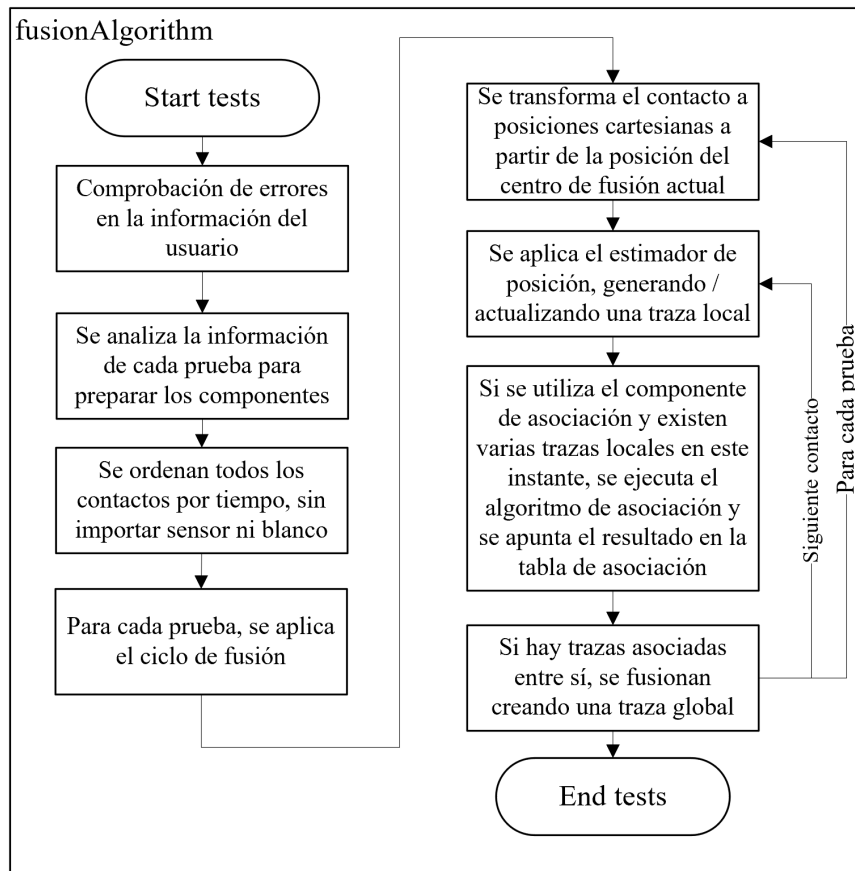 fusionAlgorithm
Start tests
Comprobación de errores
en la información del
usuario
Se analiza la información
de cada prueba para
preparar los componentes
Se ordenan todos los
contactos por tiempo, sin
importar sensor ni blanco
Para cada prueba, se aplica
el ciclo de fusión
Se transforma el contacto a
posiciones cartesianas a
partir de la posición del
centro de fusión actual
Se aplica el estimador de
posición, generando /
actualizando una traza local
Si se utiliza el componente
de asociación y existen
varias trazas locales en este
instante, se ejecuta el
algoritmo de asociación y
se apunta el resultado en la
tabla de asociación
Si hay trazas asociadas
entre sí, se fusionan
creando una traza global
End tests
Siguiente contacto
Para cada prueba